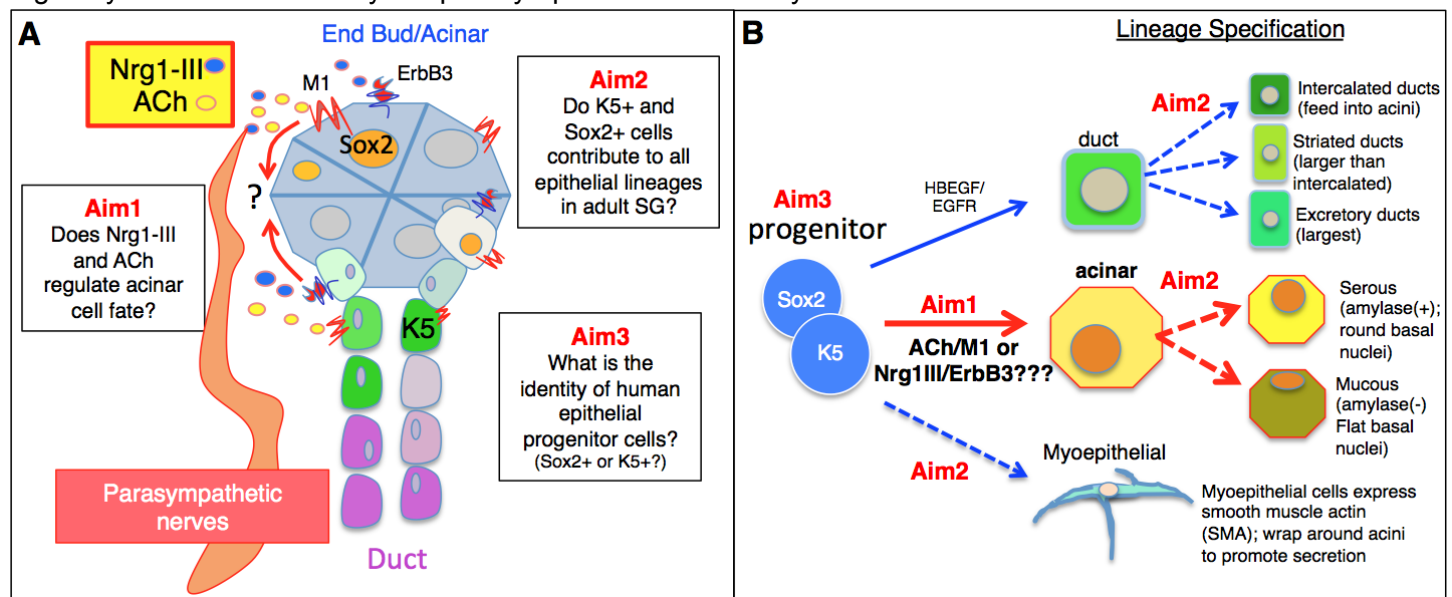 A
End Bud/Acinar
Nrg1-III
ACh
M1
ErbB3
Sox2
?
Aim2
Do K5+ and
Sox2+ cells
contribute to all
epithelial lineages
in adult SG?
Aim1
Does Nrg1-III
and ACh
regulate acinar
cell fate?
K5
Aim3
What is the
identity of human
epithelial
progenitor cells?
(Sox2+ or K5+?)
Parasympathetic
nerves
Duct
B
Lineage Specification
Aim2
Intercalated ducts
(feed into acini)
duct
Striated ducts
(larger than
intercalated)
HBEGF/
EGFR
Excretory ducts
(largest)
Aim3
progenitor
Sox2
K5
Aim1
ACh/M1 or
NrgIII/ErbB3???
acinar
Aim2
Serous
(amylase(+);
round basal
nuclei)
Mucous
(amylase(-)
Flat basal
nuclei)
Aim2
Myoepithelial
Myoepithelial cells express
smooth muscle actin
(SMA); wrap around acini
to promote secretion